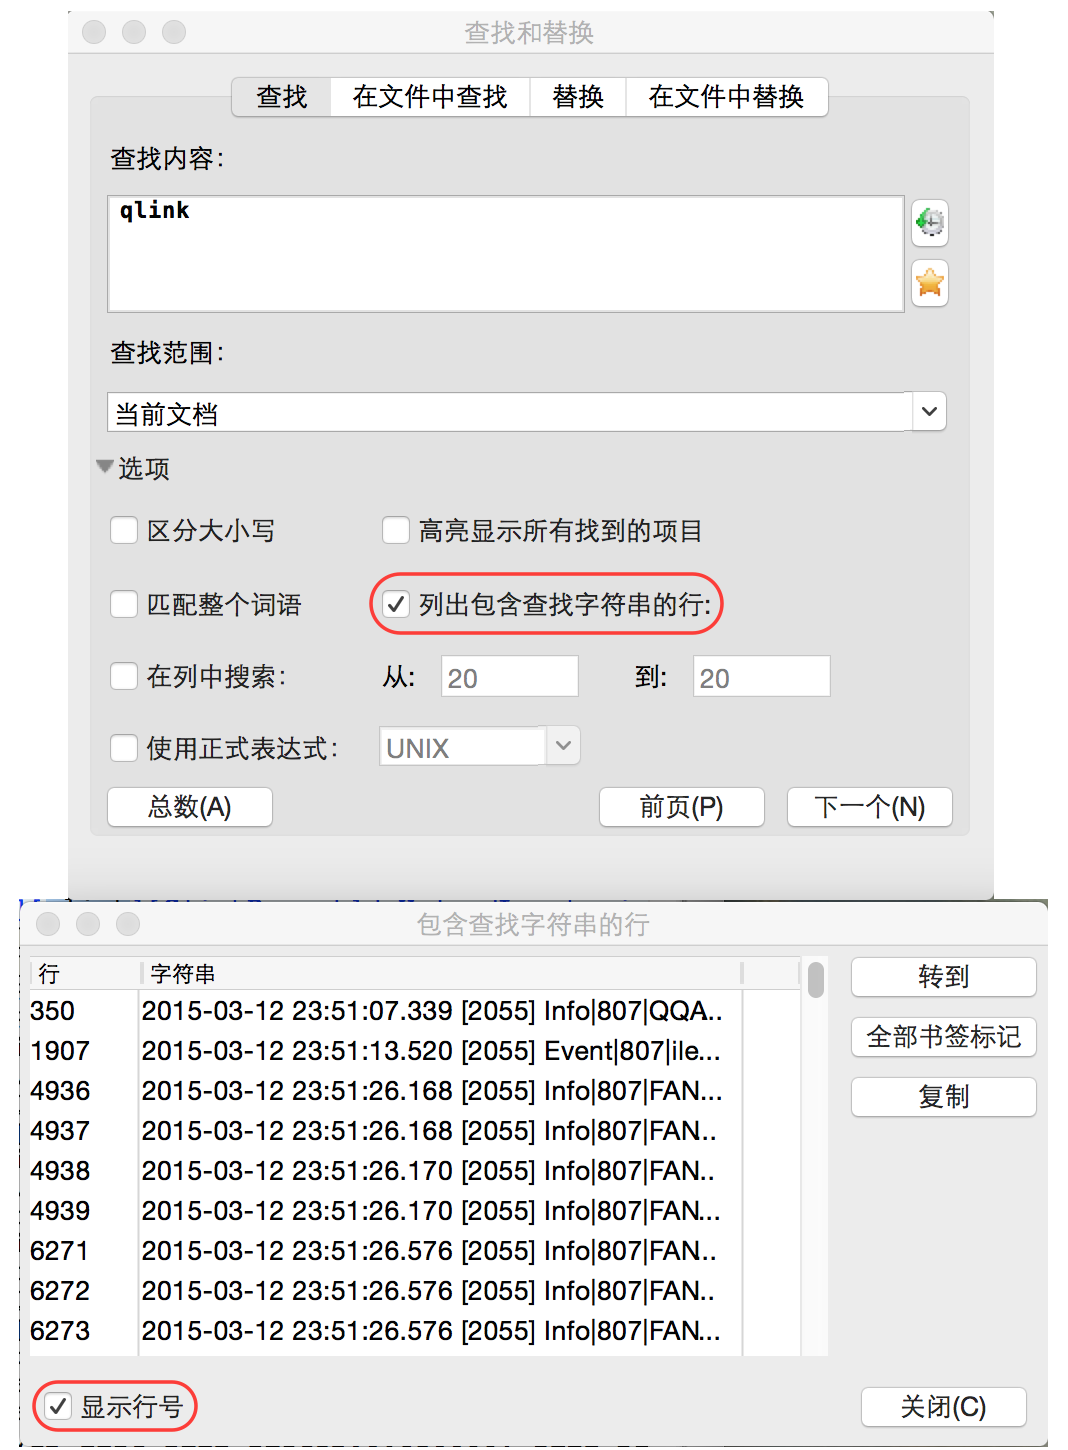 查找和替换
查找 在文件中查找 替换 在文件中替换
查找内容:
qlink
查找范围:
当前文档
选项
区分大小写 高亮显示所有找到的项目
匹配整个词语 列出包含查找字符串的行:
在列中搜索: 从: 20 到: 20
使用正式表达式: UNIX
总数(A) 前页(P) 下一个(N)
包含查找字符串的行
行 字符串
转到
350 2015-03-12 23:51:07.339 [2055] Info|807|QQA...
全部书签标记
1907 2015-03-12 23:51:13.520 [2055] Event|807|ile...
4936 2015-03-12 23:51:26.168 [2055] Info|807|FAN...
复制
4937 2015-03-12 23:51:26.168 [2055] Info|807|FAN..
4938 2015-03-12 23:51:26.170 [2055] Info|807|FAN..
4939 2015-03-12 23:51:26.170 [2055] Info|807|FAN...
6271 2015-03-12 23:51:26.576 [2055] Info|807|FAN..
6272 2015-03-12 23:51:26.576 [2055] Info|807|FAN..
6273 2015-03-12 23:51:26.576 [2055] Info|807|FAN...
显示行号 关闭(C)